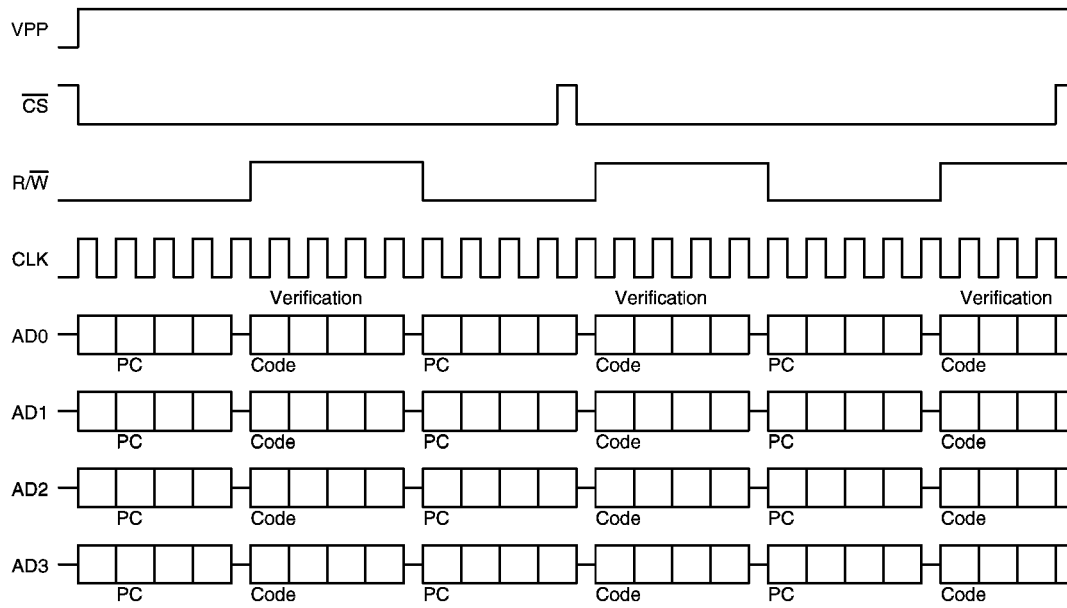 VPP
C̅S̅
R/W̅
CLK
Verification Verification Verification
AD0
PC Code PC Code PC Code
AD1
PC Code PC Code PC Code
AD2
PC Code PC Code PC Code
AD3
PC Code PC Code PC Code